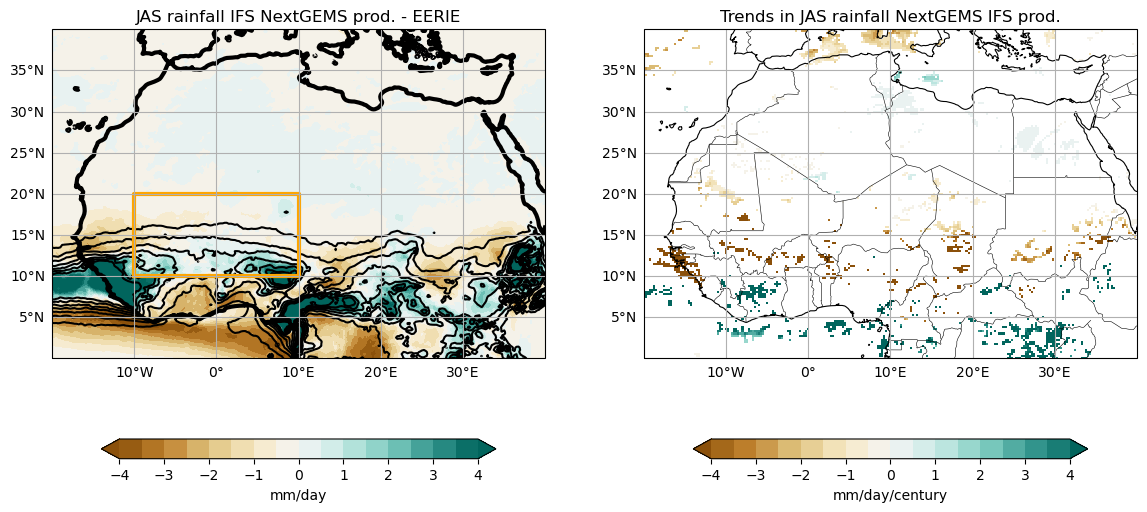 JAS rainfall IFS NextGEMS prod. - EERIE
35°N
30°N
25°N
20°N
15°N
10°N
5°N
10°W 0° 10°E 20°E 30°E
−4 −3 −2 −1 0 1 2 3 4
mm/day
Trends in JAS rainfall NextGEMS IFS prod.
35°N
30°N
25°N
20°N
15°N
10°N
5°N
10°W 0° 10°E 20°E 30°E
−4 −3 −2 −1 0 1 2 3 4
mm/day/century